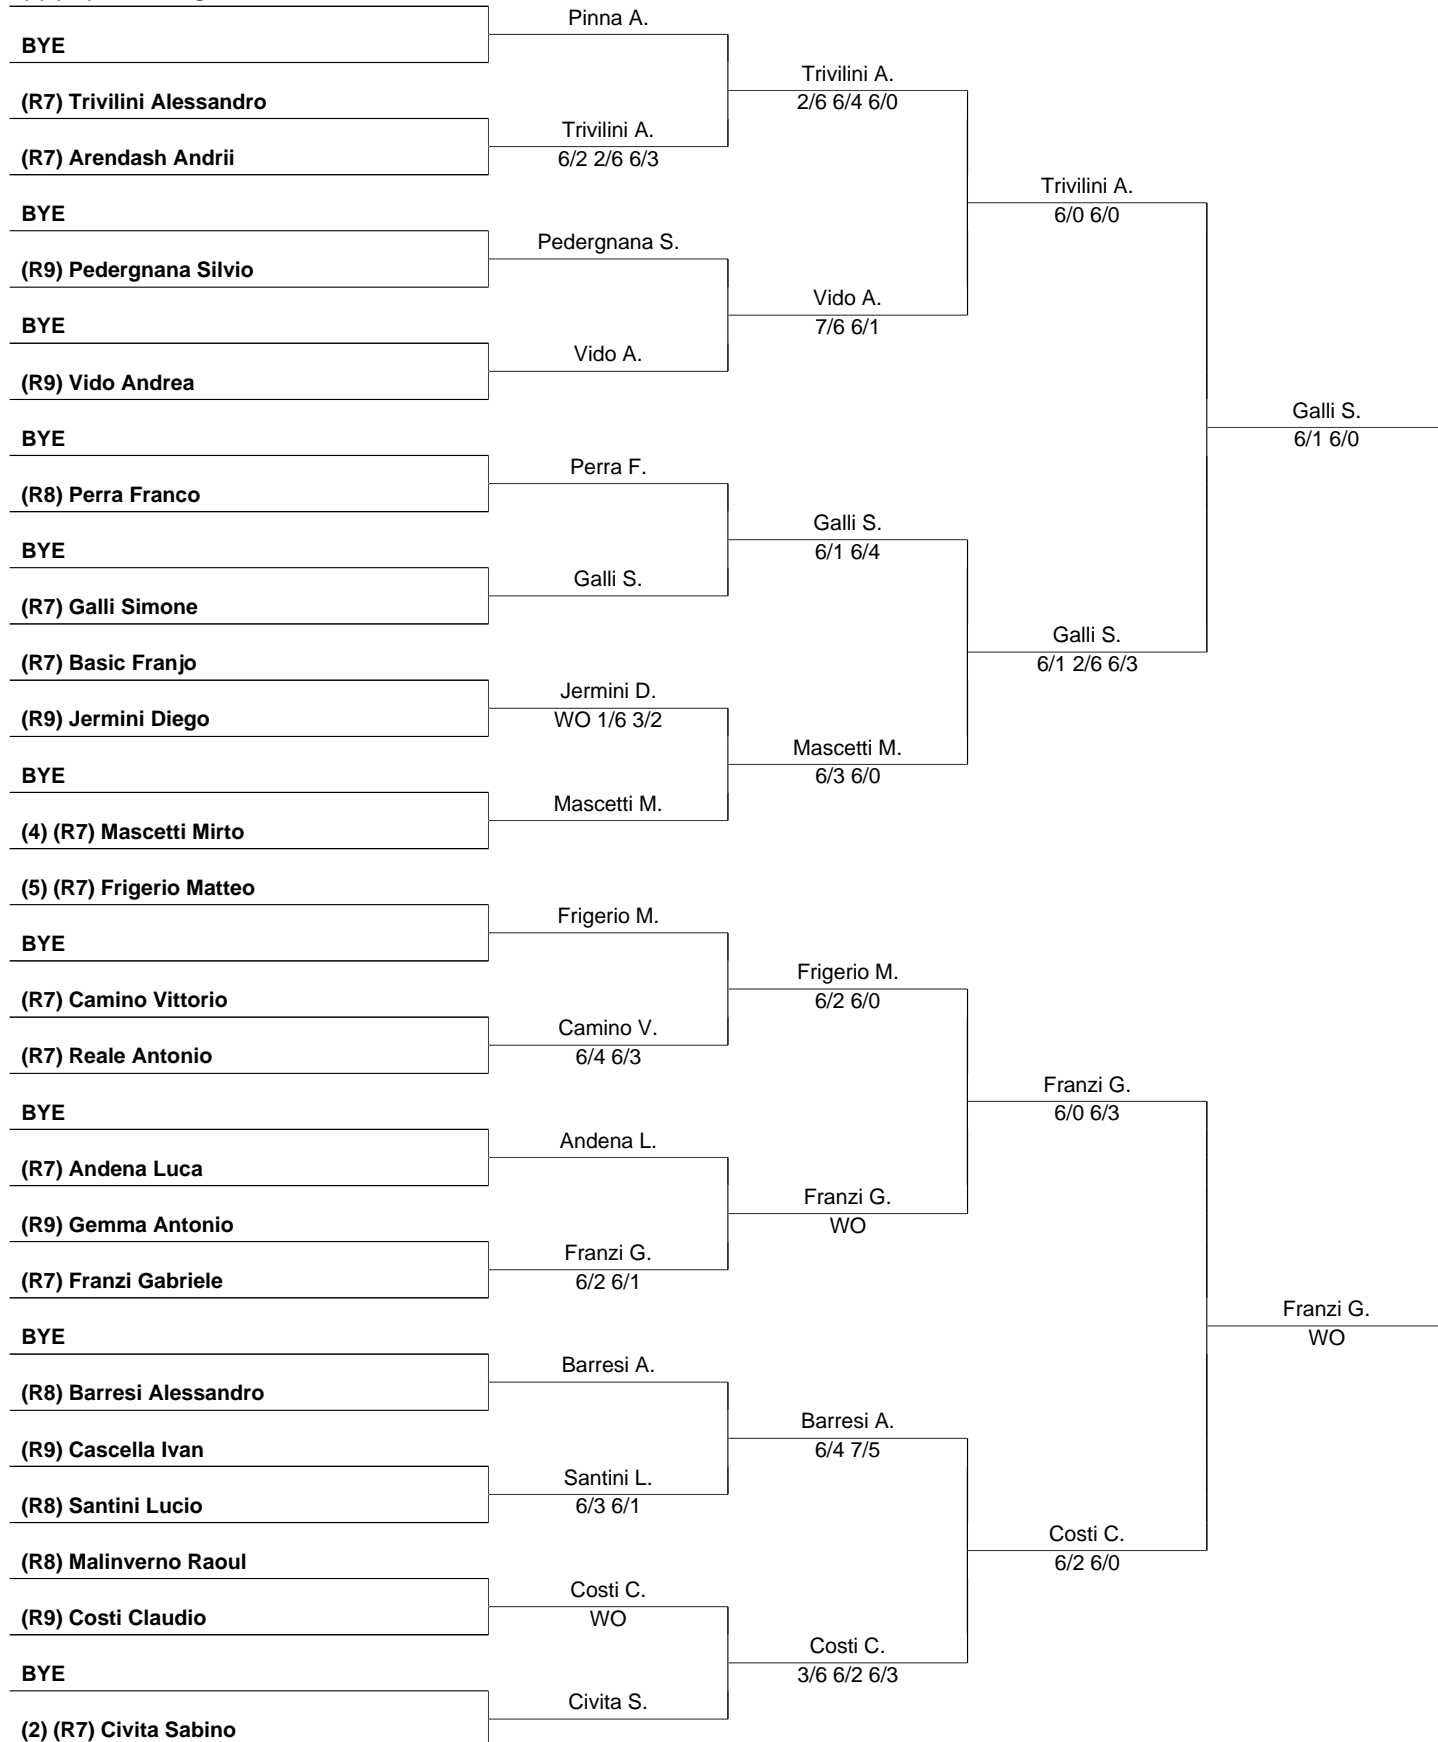 Pinna A.
BYE
Trivilini A.
(R7) Trivilini Alessandro
2/6 6/4 6/0
Trivilini A.
(R7) Arendash Andrii
6/2 2/6 6/3
Trivilini A.
BYE
6/0 6/0
Pedergnana S.
(R9) Pedergnana Silvio
Vido A.
BYE
7/6 6/1
Vido A.
(R9) Vido Andrea
Galli S.
BYE
6/1 6/0
Perra F.
(R8) Perra Franco
Galli S.
BYE
6/1 6/4
Galli S.
(R7) Galli Simone
Galli S.
(R7) Basic Franjo
6/1 2/6 6/3
Jermini D.
(R9) Jermini Diego
WO 1/6 3/2
Mascetti M.
BYE
6/3 6/0
Mascetti M.
(4) (R7) Mascetti Mirto
(5) (R7) Frigerio Matteo
Frigerio M.
BYE
Frigerio M.
(R7) Camino Vittorio
6/2 6/0
Camino V.
(R7) Reale Antonio
6/4 6/3
Franzi G.
BYE
6/0 6/3
Andena L.
(R7) Andena Luca
Franzi G.
(R9) Gemma Antonio
WO
Franzi G.
(R7) Franzi Gabriele
6/2 6/1
Franzi G.
BYE
WO
Barresi A.
(R8) Barresi Alessandro
Barresi A.
(R9) Cascella Ivan
6/4 7/5
Santini L.
(R8) Santini Lucio
6/3 6/1
Costi C.
(R8) Malinverno Raoul
6/2 6/0
Costi C.
(R9) Costi Claudio
WO
Costi C.
BYE
3/6 6/2 6/3
Civita S.
(2) (R7) Civita Sabino